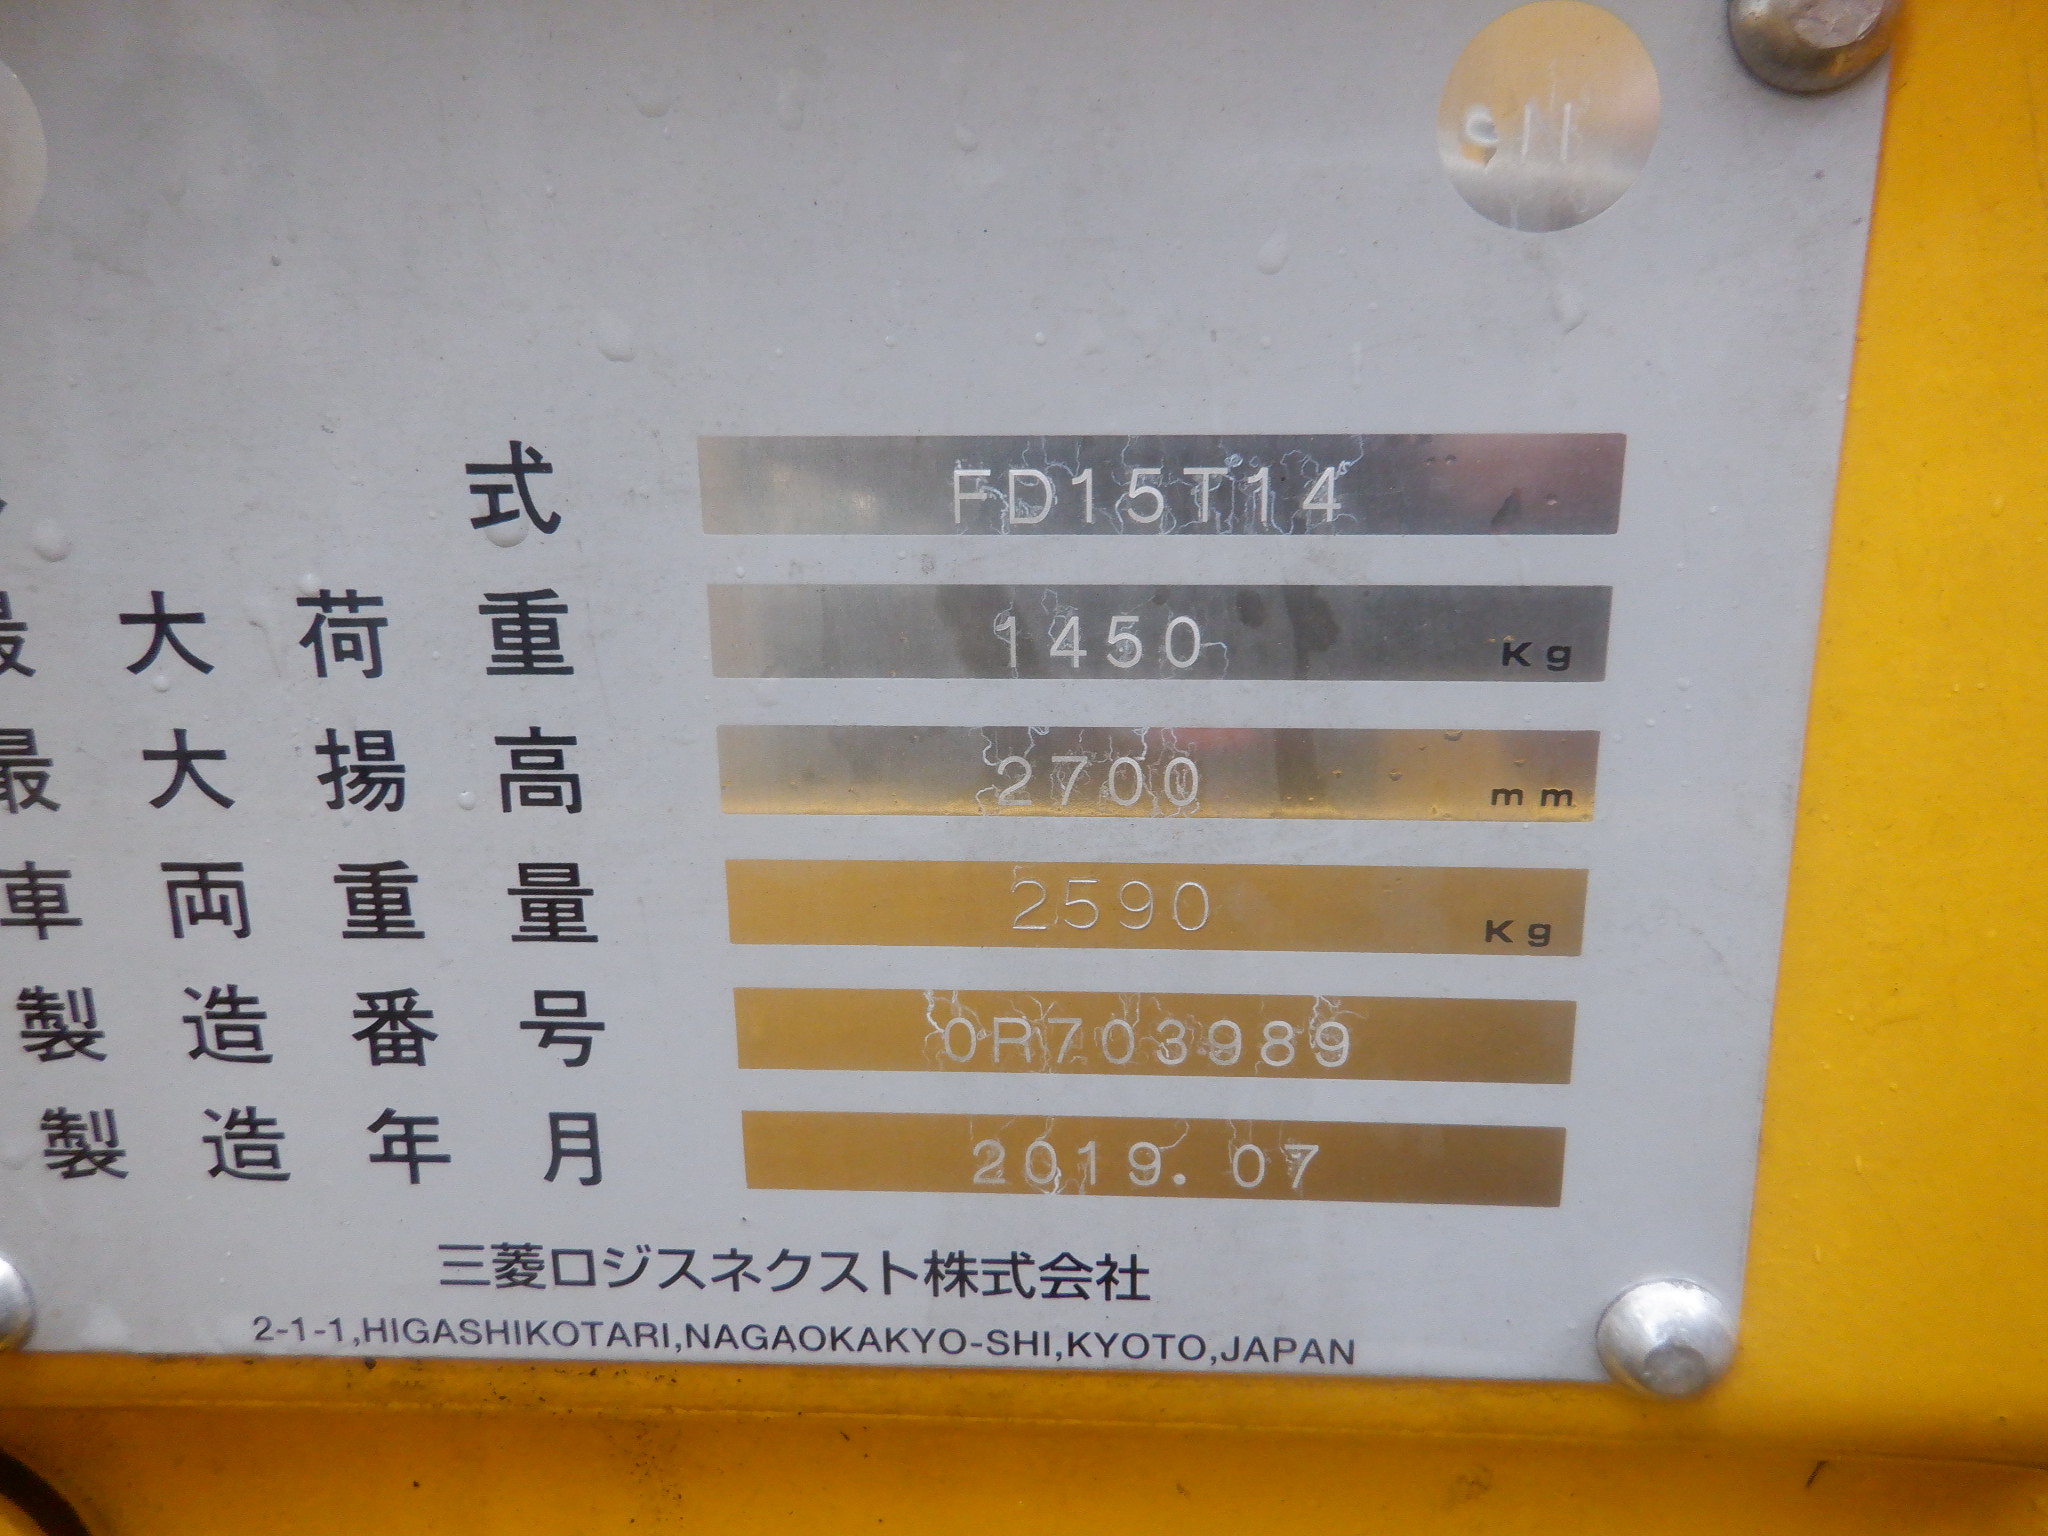 式 FD15T14
最大荷重 1450 Kg
最大揚高 2700 mm
車両重量 2590 Kg
製造番号 0R703989
製造年月 2019.07
三菱ロジスネクスト株式会社
2-1-1,HIGASHIKOTARI,NAGAOKAKYO-SHI,KYOTO,JAPAN